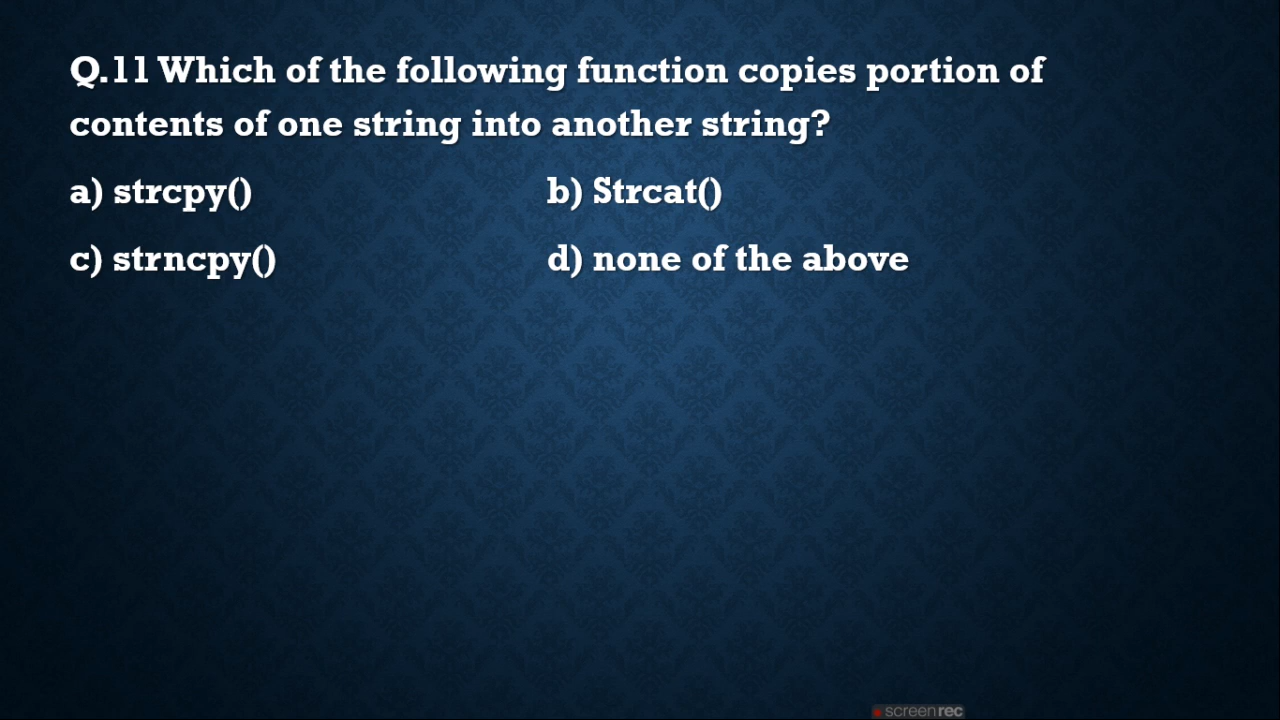 Q.11 Which of the following function copies portion of
contents of one string into another string?
a) strcpy() b) Strcat()
c) strncpy() d) none of the above
screenrec